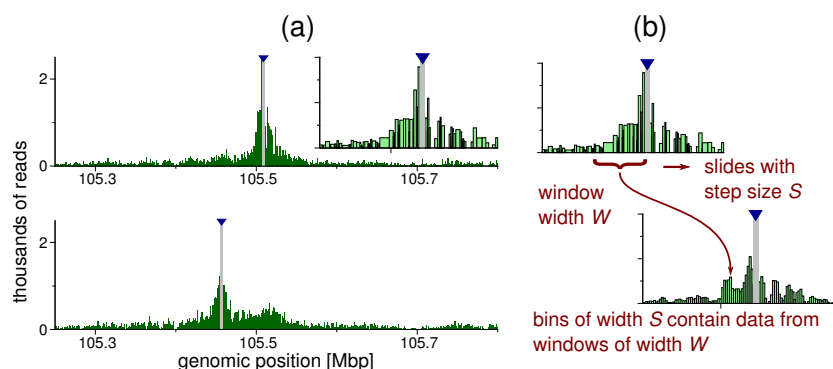 (a)
(b)
thousands of reads
2
0
105.3
105.5
105.7
2
0
105.3
105.5
105.7
genomic position [Mbp]
window
width W
slides with
step size S
bins of width S contain data from
windows of width W